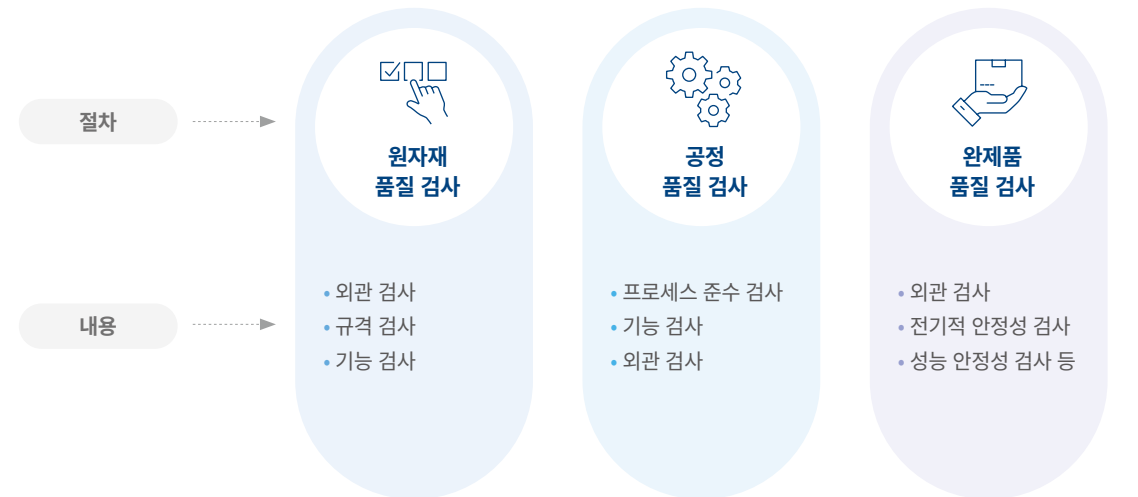 절차
원자재
품질 검사
공정
품질 검사
완제품
품질 검사
내용
• 외관 검사
• 규격 검사
• 기능 검사
• 프로세스 준수 검사
• 기능 검사
• 외관 검사
• 외관 검사
• 전기적 안정성 검사
• 성능 안정성 검사 등